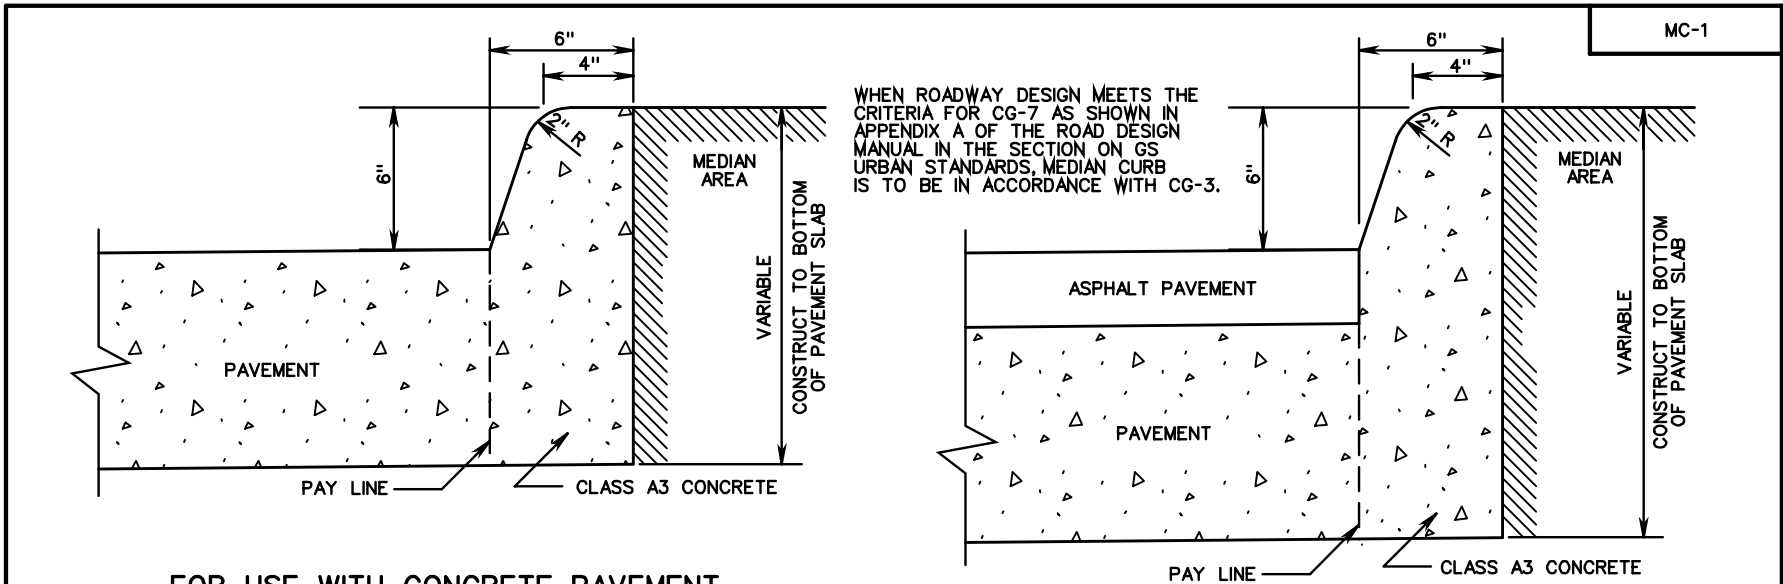 MC-1
6"
4"
6"
2" R
MEDIAN
AREA
VARIABLE
CONSTRUCT TO BOTTOM
OF PAVEMENT SLAB
PAVEMENT
PAY LINE
CLASS A3 CONCRETE
FOR USE WITH CONCRETE PAVEMENT
WHEN ROADWAY DESIGN MEETS THE
CRITERIA FOR CG-7 AS SHOWN IN
APPENDIX A OF THE ROAD DESIGN
MANUAL IN THE SECTION ON GS
URBAN STANDARDS, MEDIAN CURB
IS TO BE IN ACCORDANCE WITH CG-3.
6"
4"
6"
2" R
MEDIAN
AREA
VARIABLE
CONSTRUCT TO BOTTOM
OF PAVEMENT SLAB
ASPHALT PAVEMENT
PAVEMENT
PAY LINE
CLASS A3 CONCRETE